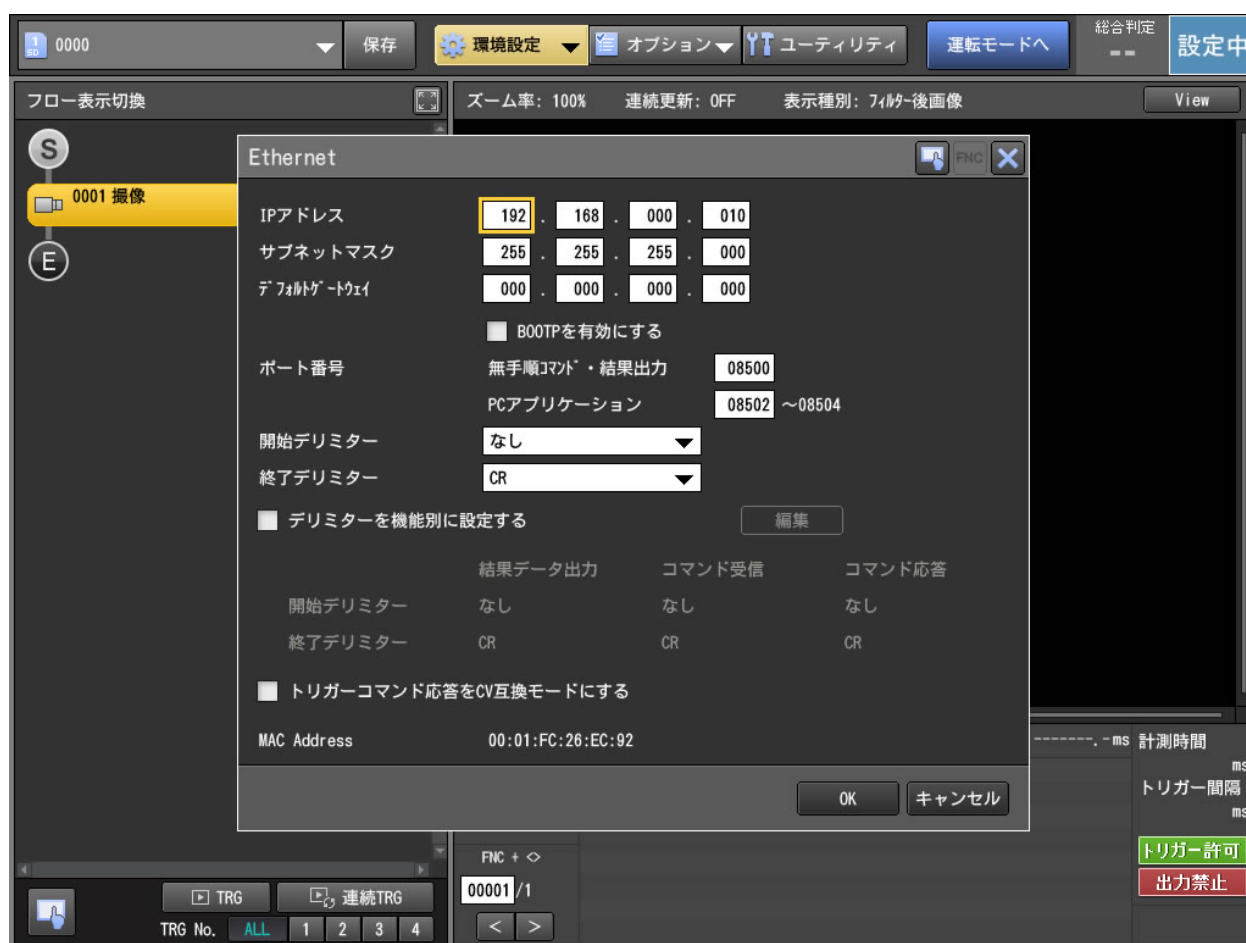 1 SD 0000 保存 環境設定 オプション ユーティリティ 運転モードへ 総合判定 -- 設定中
フロー表示切換 ズーム率: 100% 連続更新: OFF 表示種別: ﾌｨﾙﾀｰ後画像 View
S
0001 撮像
E
Ethernet FNC
IPアドレス 192 . 168 . 000 . 010
サブネットマスク 255 . 255 . 255 . 000
ﾃﾞﾌｫﾙﾄｹﾞｰﾄｳｪｲ 000 . 000 . 000 . 000
BOOTPを有効にする
ポート番号 無手順ｺﾏﾝﾄﾞ・結果出力 08500
PCアプリケーション 08502 ～08504
開始デリミター なし
終了デリミター CR
デリミターを機能別に設定する 編集
結果データ出力 コマンド受信 コマンド応答
開始デリミター なし なし なし
終了デリミター CR CR CR
トリガーコマンド応答をCV互換モードにする
MAC Address 00:01:FC:26:EC:92
OK キャンセル
-------.-ms 計測時間
ms
トリガー間隔
ms
トリガー許可
出力禁止
FNC + ◇
00001 /1
< >
TRG 連続TRG
TRG No. ALL 1 2 3 4